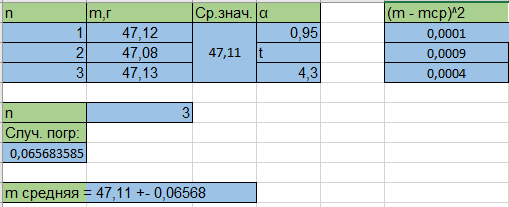 n m,г Ср.знач. α (m - mср)^2
1 47,12 0,95 0,0001
2 47,08 47,11 t 0,0009
3 47,13 4,3 0,0004
n 3
Случ. погр:
0,065683585
m средняя = 47,11 +- 0,06568